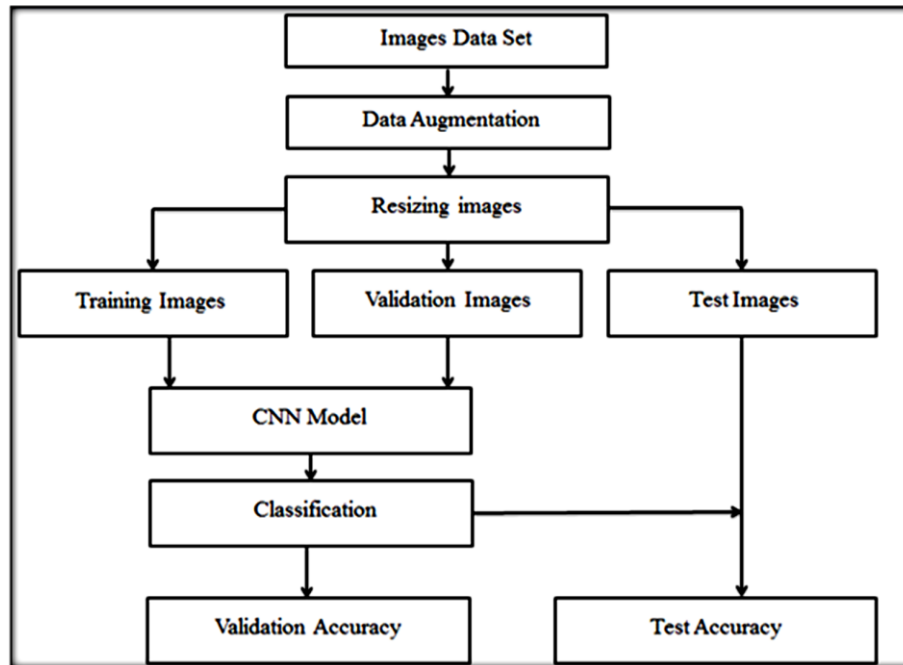 Images Data Set
Data Augmentation
Resizing images
Training Images
Validation Images
Test Images
CNN Model
Classification
Validation Accuracy
Test Accuracy